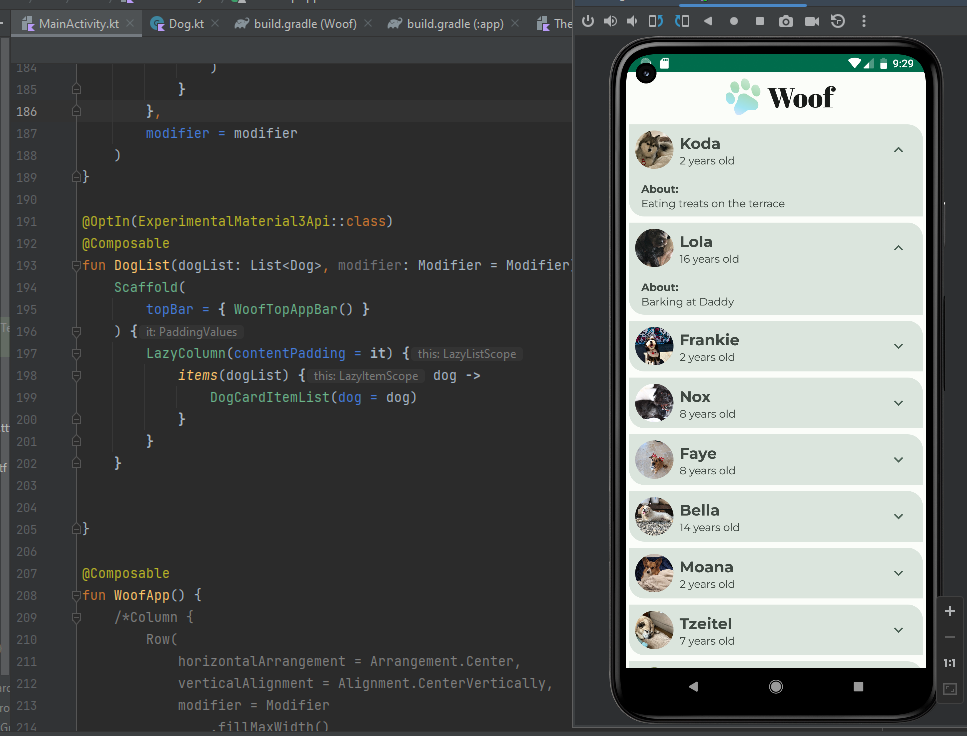 MainActivity.kt
Dog.kt
build.gradle (Woof)
build.gradle (:app)
The
184 )
185 }
186 },
187 modifier = modifier
188 )
189 }
190
191 @OptIn(ExperimentalMaterial3Api::class)
192 @Composable
193 fun DogList(dogList: List<Dog>, modifier: Modifier = Modifier
194 Scaffold(
195 topBar = { WoofTopAppBar() }
196 ) { it: PaddingValues
197 LazyColumn(contentPadding = it) { this: LazyListScope
198 items(dogList) { this: LazyItemScope dog ->
199 DogCardItemList(dog = dog)
200 }
201 }
202 }
203
204
205 }
206
207 @Composable
208 fun WoofApp() {
209 /*Column {
210 Row(
211 horizontalArrangement = Arrangement.Center,
212 verticalAlignment = Alignment.CenterVertically,
213 modifier = Modifier
214 .fillMaxWidth()
9:29
Woof
Koda
2 years old
About:
Eating treats on the terrace
Lola
16 years old
About:
Barking at Daddy
Frankie
2 years old
Nox
8 years old
Faye
8 years old
Bella
14 years old
Moana
2 years old
Tzeitel
7 years old
1:1